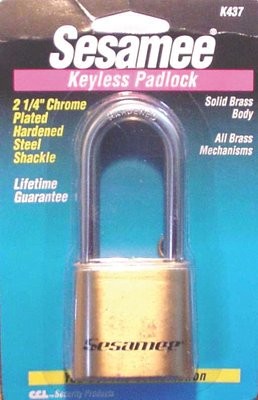 K437
Sesamee®
Keyless Padlock
2 1/4" Chrome
Plated
Hardened
Steel
Shackle
Lifetime
Guarantee
Solid Brass
Body
All Brass
Mechanisms
HARDENED
Sesamee
CCL Security Products